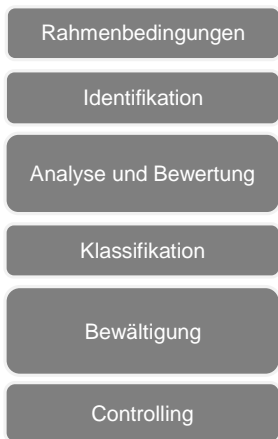 Rahmenbedingungen
Identifikation
Analyse und Bewertung
Klassifikation
Bewältigung
Controlling